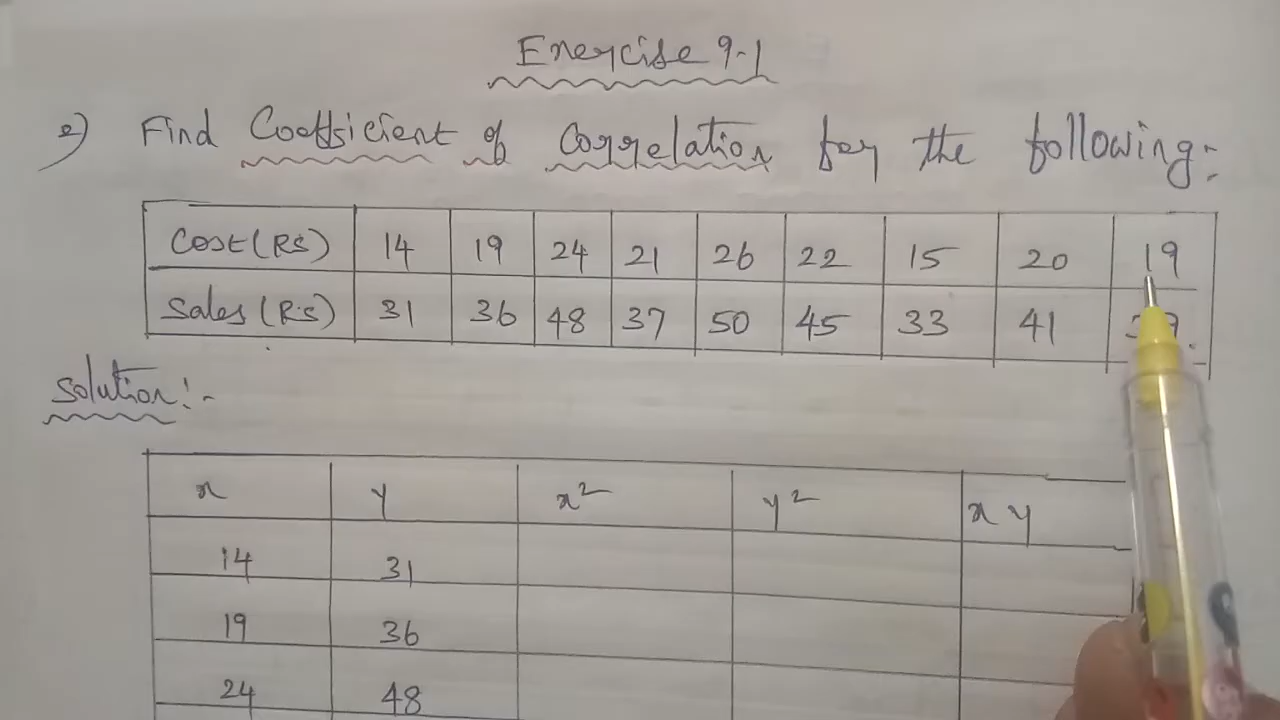 Exercise 9.1
2) Find Coefficient of Correlation for the following:
Cost (RS) 14 19 24 21 26 22 15 20 19
Sales (RS) 31 36 48 37 50 45 33 41
Solution:-
x y x² y² xy
14 31
19 36
24 48